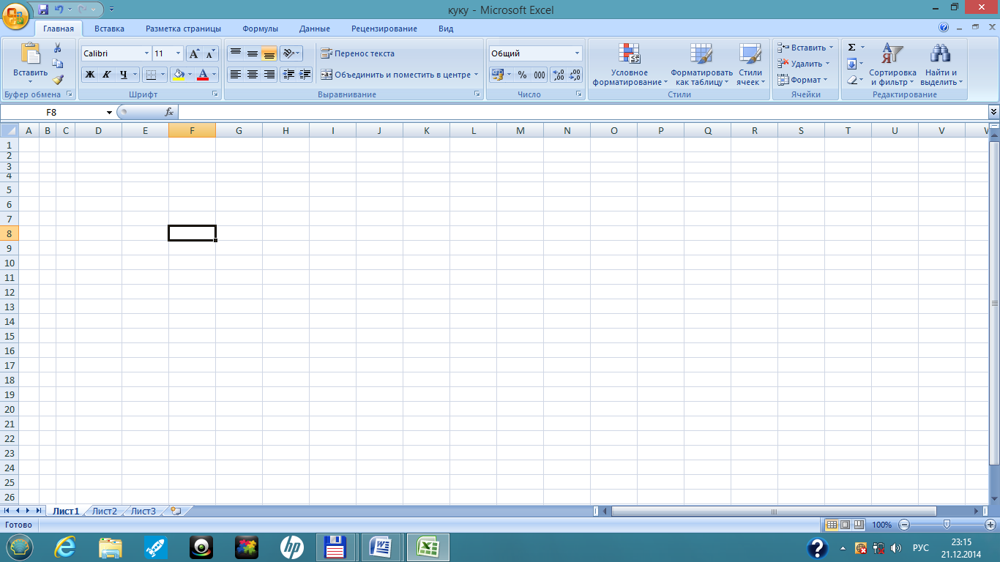 куку - Microsoft Excel
Главная Вставка Разметка страницы Формулы Данные Рецензирование Вид
Вставить
Буфер обмена
Calibri 11
Ж К Ч
Шрифт
Перенос текста
Объединить и поместить в центре
Выравнивание
Общий
% 000 ,00 ,00
Число
Условное форматирование
Форматировать как таблицу
Стили ячеек
Стили
Вставить
Удалить
Формат
Ячейки
Σ
Сортировка и фильтр
Найти и выделить
Редактирование
F8 fx
A B C D E F G H I J K L M N O P Q R S T U V
1
2
3
4
5
6
7
8
9
10
11
12
13
14
15
16
17
18
19
20
21
22
23
24
25
26
Лист1 Лист2 Лист3
Готово 100%
hp W X ? РУС 23:15
21.12.2014